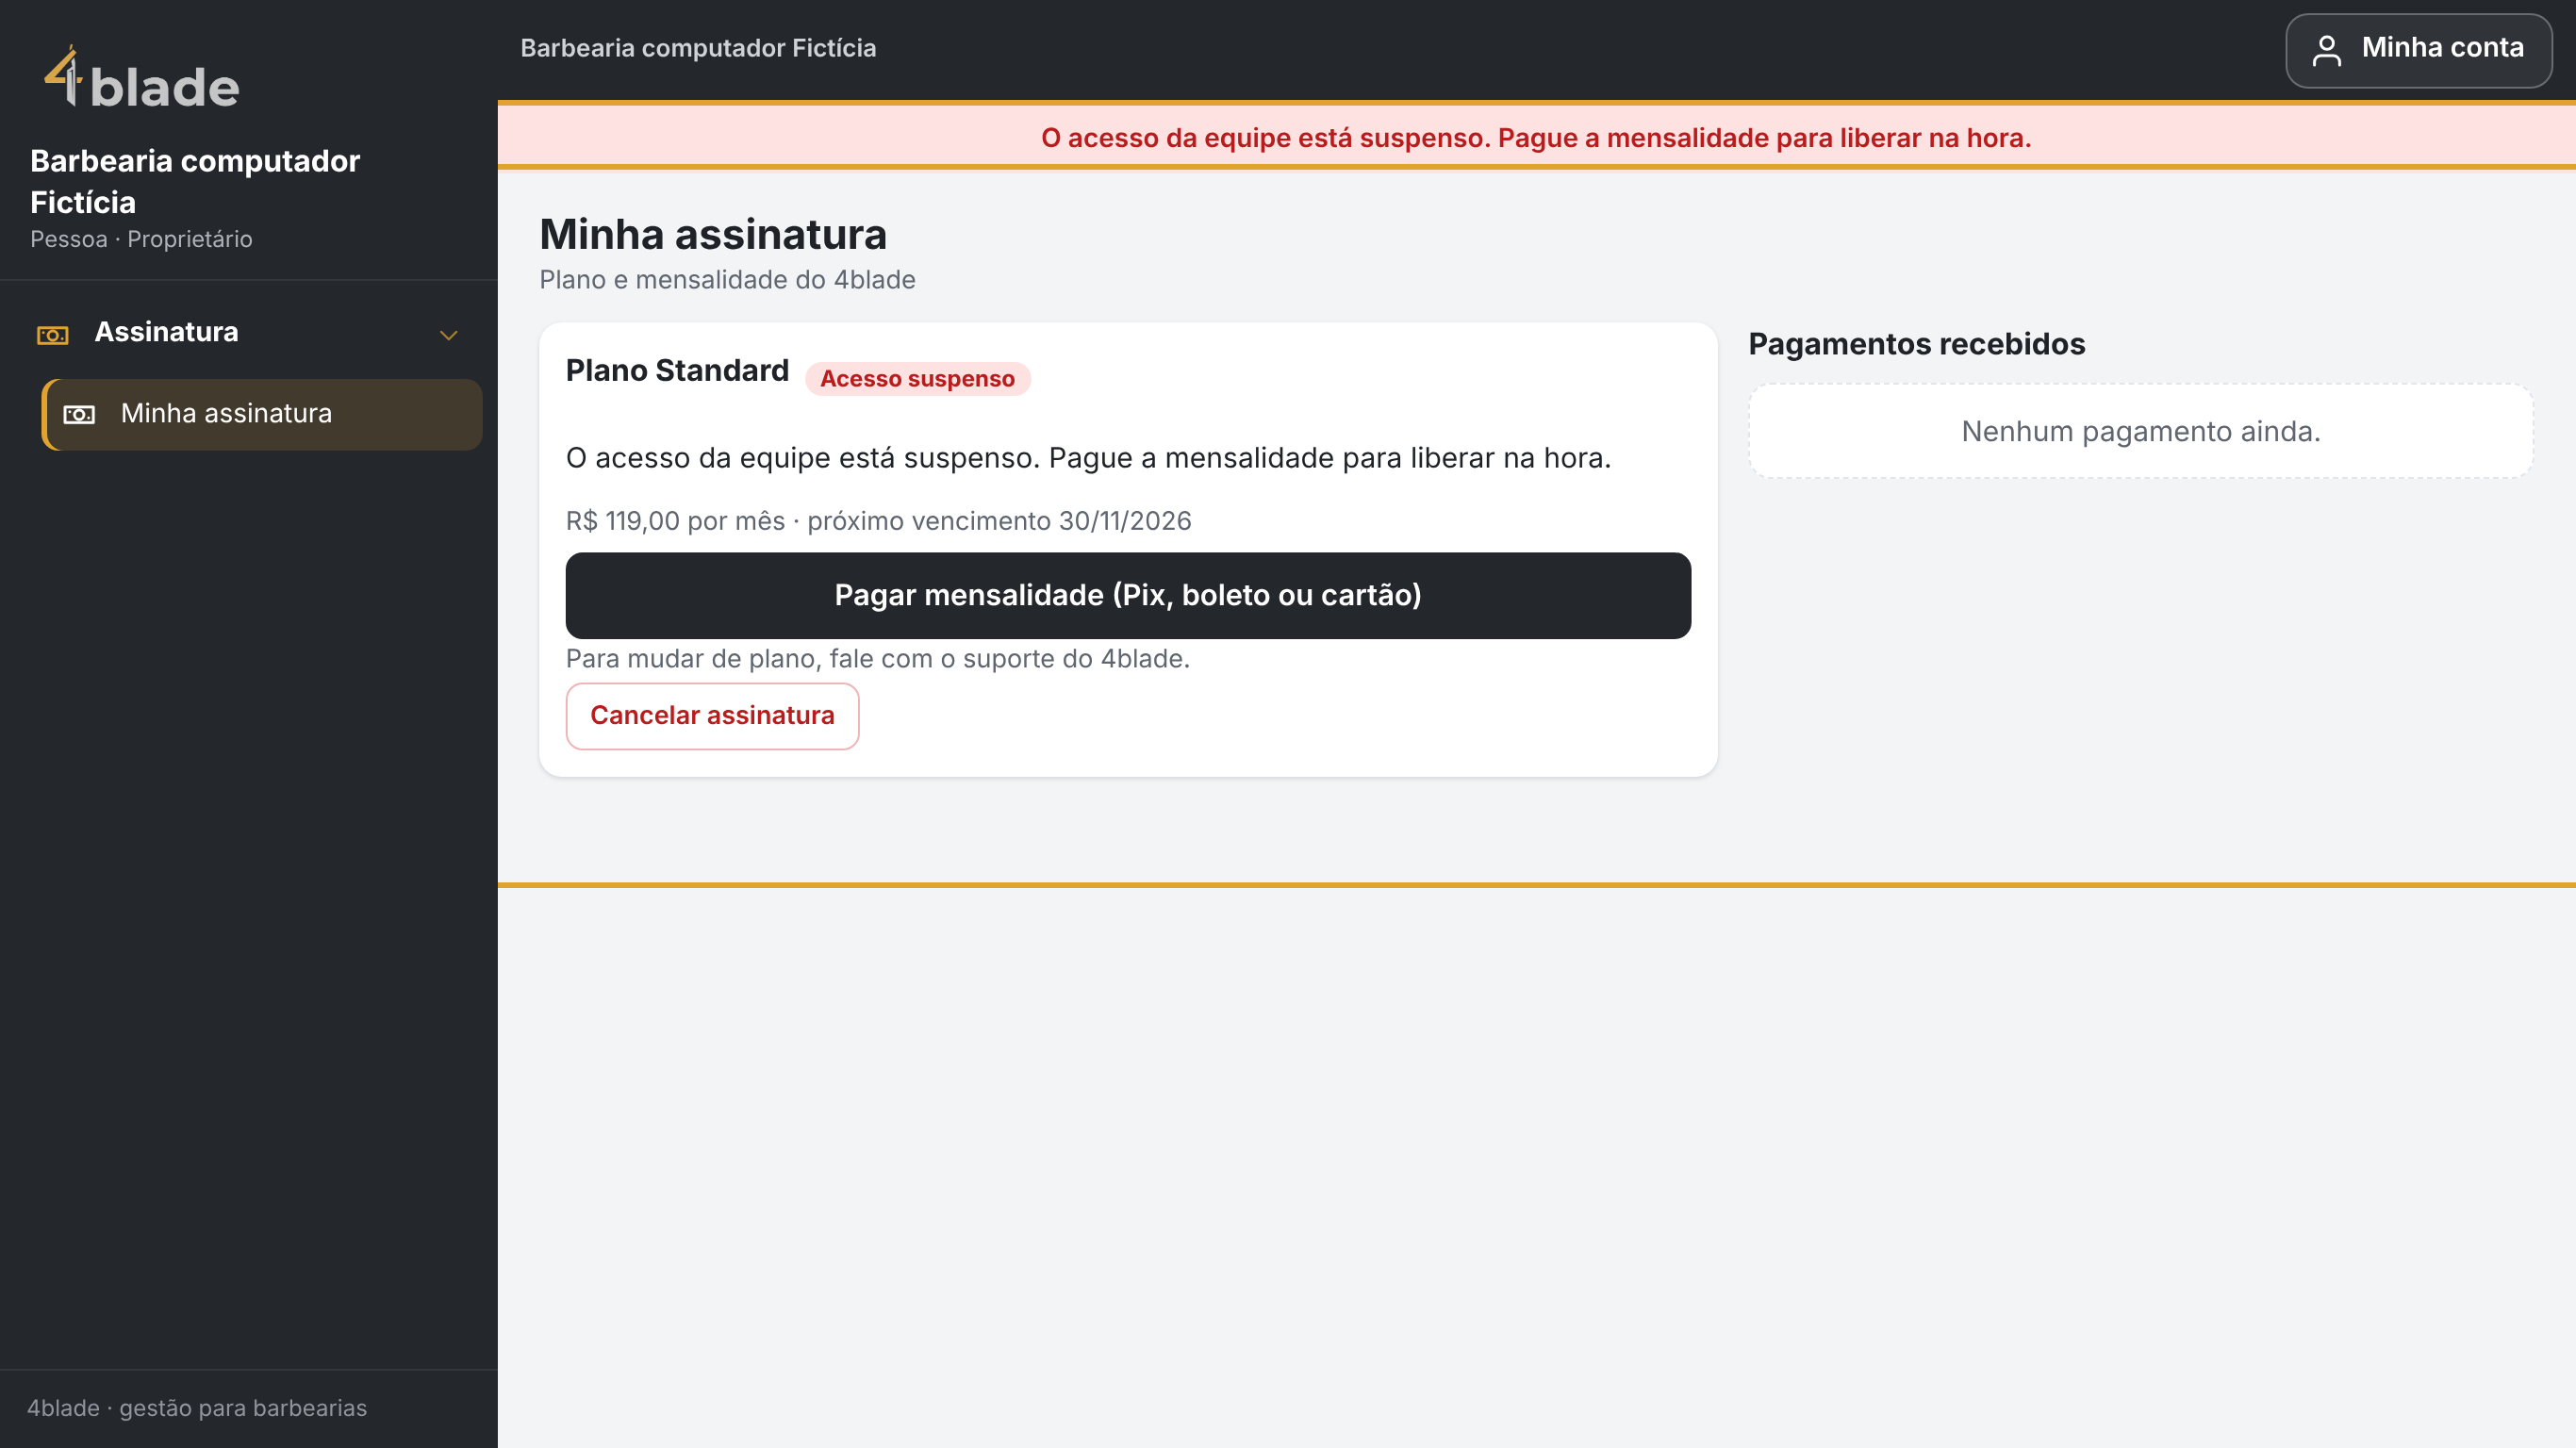 4blade
Barbearia computador
Fictícia
Pessoa · Proprietário
Assinatura
Minha assinatura
4blade · gestão para barbearias
Barbearia computador Fictícia
Minha conta
O acesso da equipe está suspenso. Pague a mensalidade para liberar na hora.
Minha assinatura
Plano e mensalidade do 4blade
Plano Standard
Acesso suspenso
O acesso da equipe está suspenso. Pague a mensalidade para liberar na hora.
R$ 119,00 por mês · próximo vencimento 30/11/2026
Pagar mensalidade (Pix, boleto ou cartão)
Para mudar de plano, fale com o suporte do 4blade.
Cancelar assinatura
Pagamentos recebidos
Nenhum pagamento ainda.